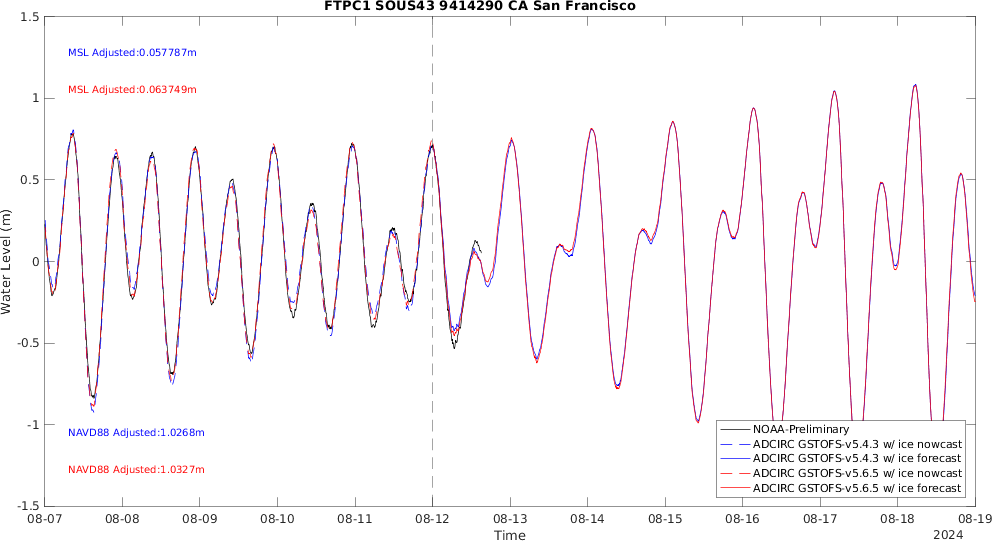 FTPC1 SOUS43 9414290 CA San Francisco
1.5
MSL Adjusted:0.057787m
MSL Adjusted:0.063749m
1
0.5
0
-0.5
-1
-1.5
Water Level (m)
NAVD88 Adjusted:1.0268m
NAVD88 Adjusted:1.0327m
NOAA-Preliminary
ADCIRC GSTOFS-v5.4.3 w/ ice nowcast
ADCIRC GSTOFS-v5.4.3 w/ ice forecast
ADCIRC GSTOFS-v5.6.5 w/ ice nowcast
ADCIRC GSTOFS-v5.6.5 w/ ice forecast
08-07 08-08 08-09 08-10 08-11 08-12 08-13 08-14 08-15 08-16 08-17 08-18 08-19
Time
2024